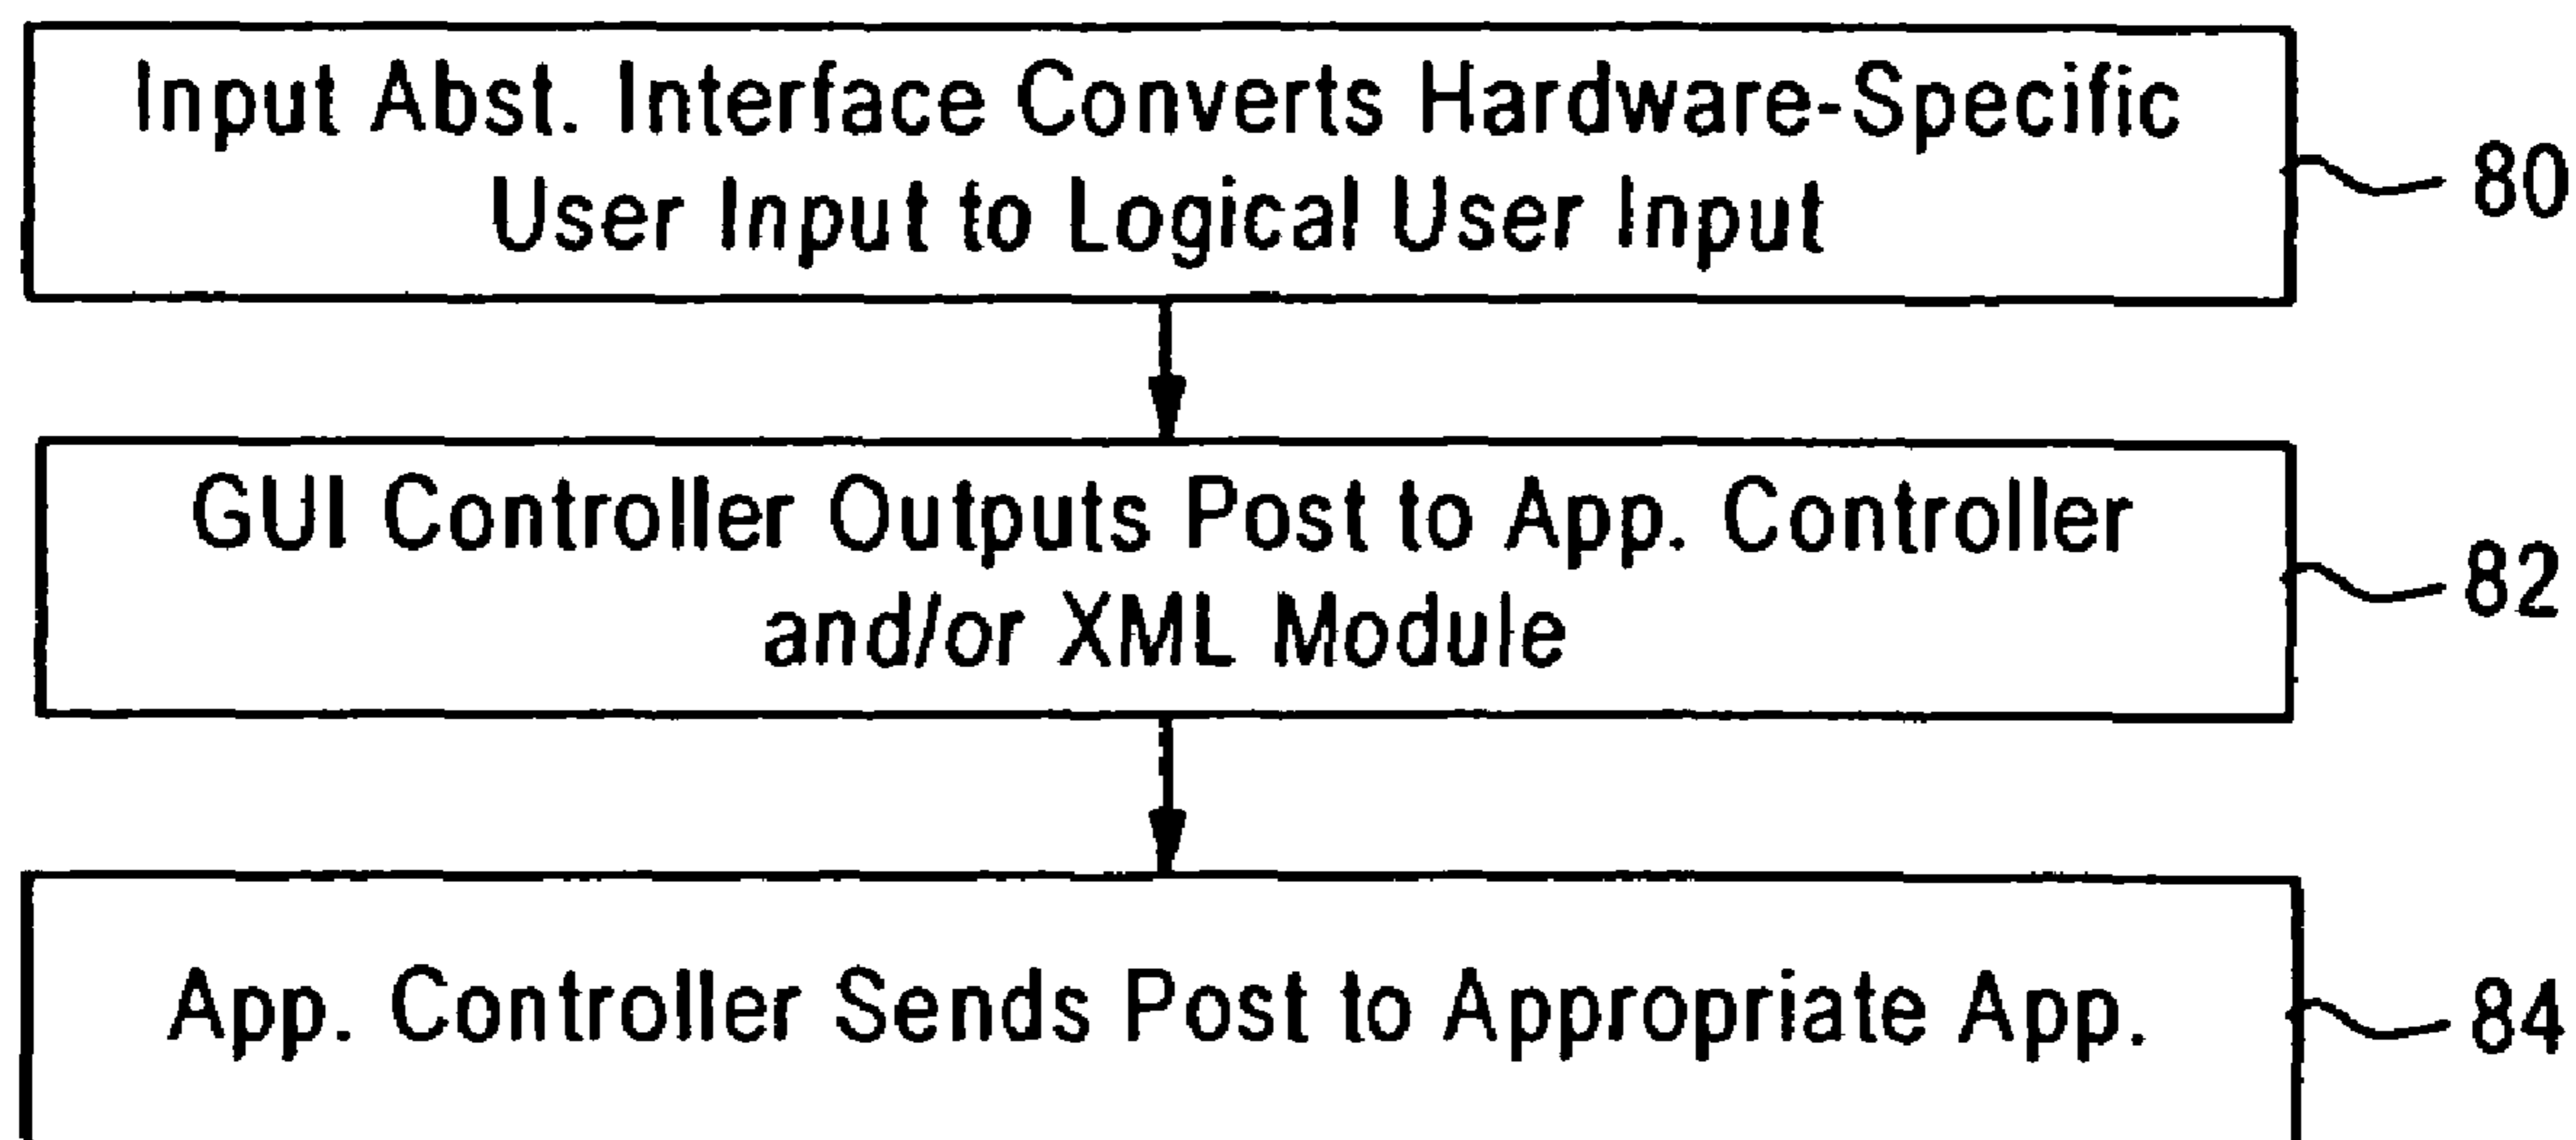 Input Abst. Interface Converts Hardware-Specific
User Input to Logical User Input
80
GUI Controller Outputs Post to App. Controller
and/or XML Module
82
App. Controller Sends Post to Appropriate App.
84